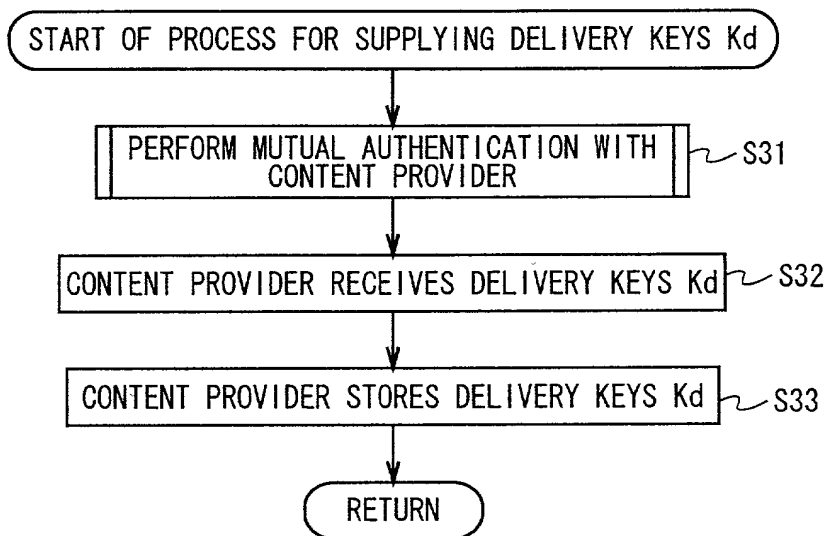 START OF PROCESS FOR SUPPLYING DELIVERY KEYS Kd
PERFORM MUTUAL AUTHENTICATION WITH
CONTENT PROVIDER
S31
CONTENT PROVIDER RECEIVES DELIVERY KEYS Kd
S32
CONTENT PROVIDER STORES DELIVERY KEYS Kd
S33
RETURN